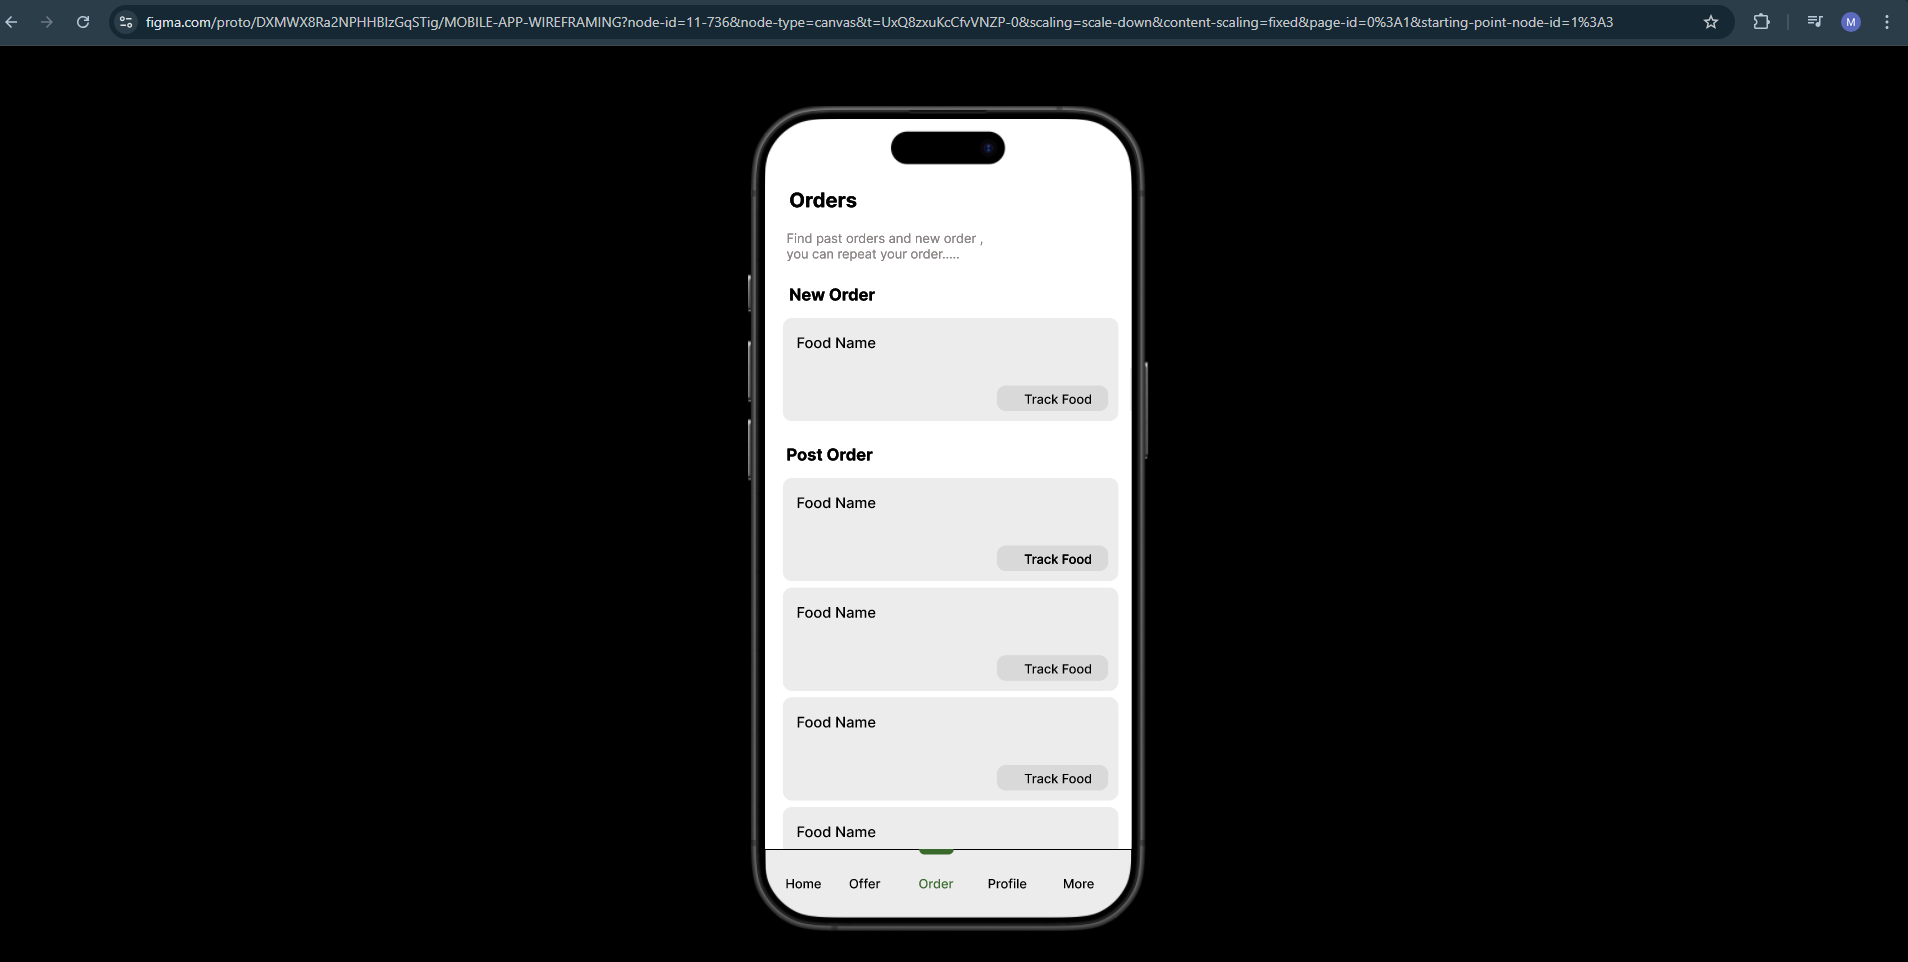 figma.com/proto/DXMWX8Ra2NPHHBlzGqSTig/MOBILE-APP-WIREFRAMING?node-id=11-736&node-type=canvas&t=UxQ8zxuKcCfvVNZP-0&scaling=scale-down&content-scaling=fixed&page-id=0%3A1&starting-point-node-id=1%3A3
M
Orders
Find past orders and new order ,
you can repeat your order.....
New Order
Food Name
Track Food
Post Order
Food Name
Track Food
Food Name
Track Food
Food Name
Track Food
Food Name
Home Offer Order Profile More